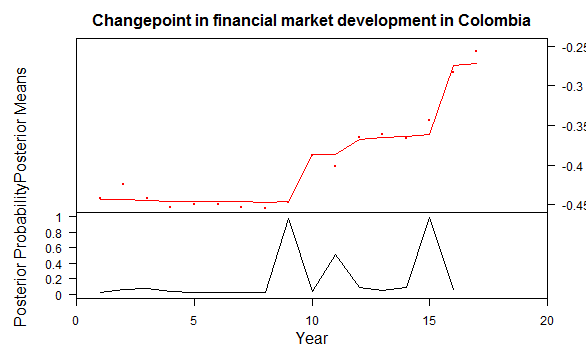 Changepoint in financial market development in Colombia
Posterior Means
-0.25
-0.3
-0.35
-0.4
-0.45
Posterior Probability
1
0.8
0.6
0.4
0.2
0
0 5 10 15 20
Year